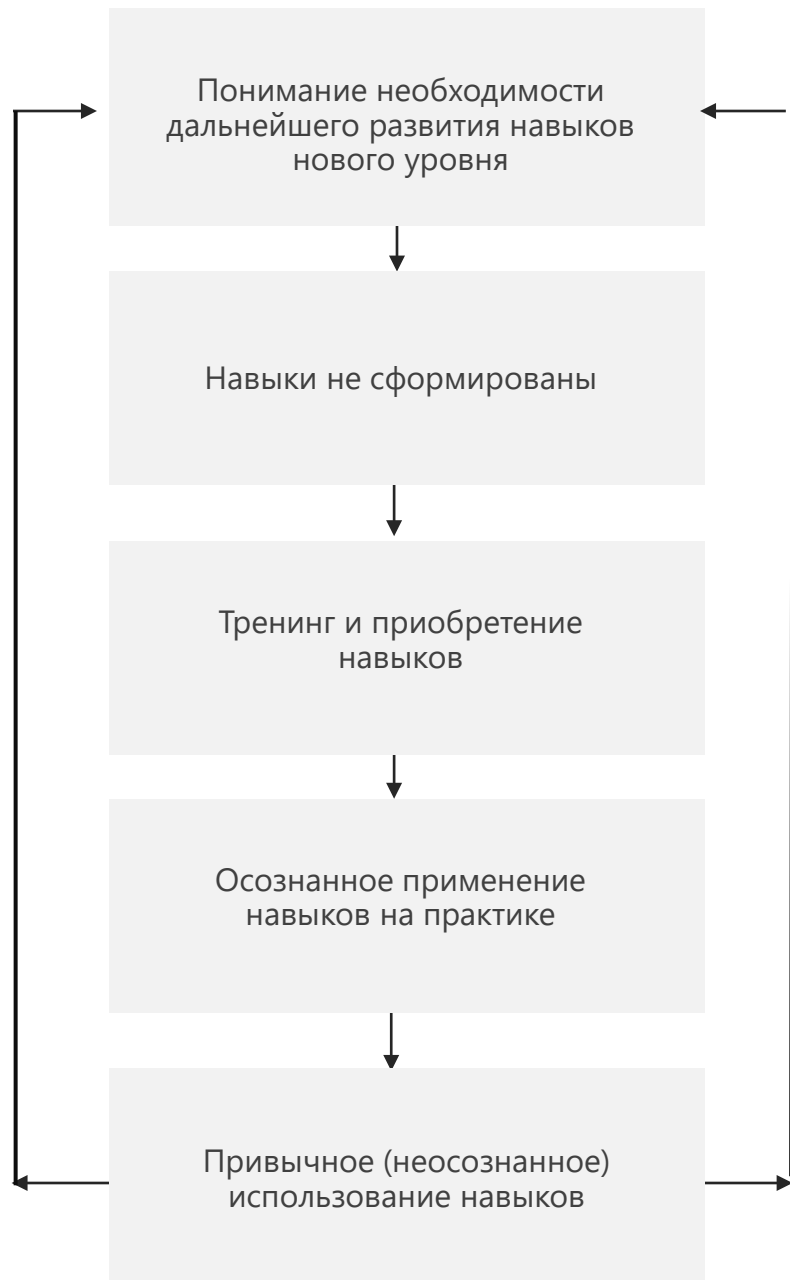 Понимание необходимости
дальнейшего развития навыков
нового уровня
Навыки не сформированы
Тренинг и приобретение
навыков
Осознанное применение
навыков на практике
Привычное (неосознанное)
использование навыков